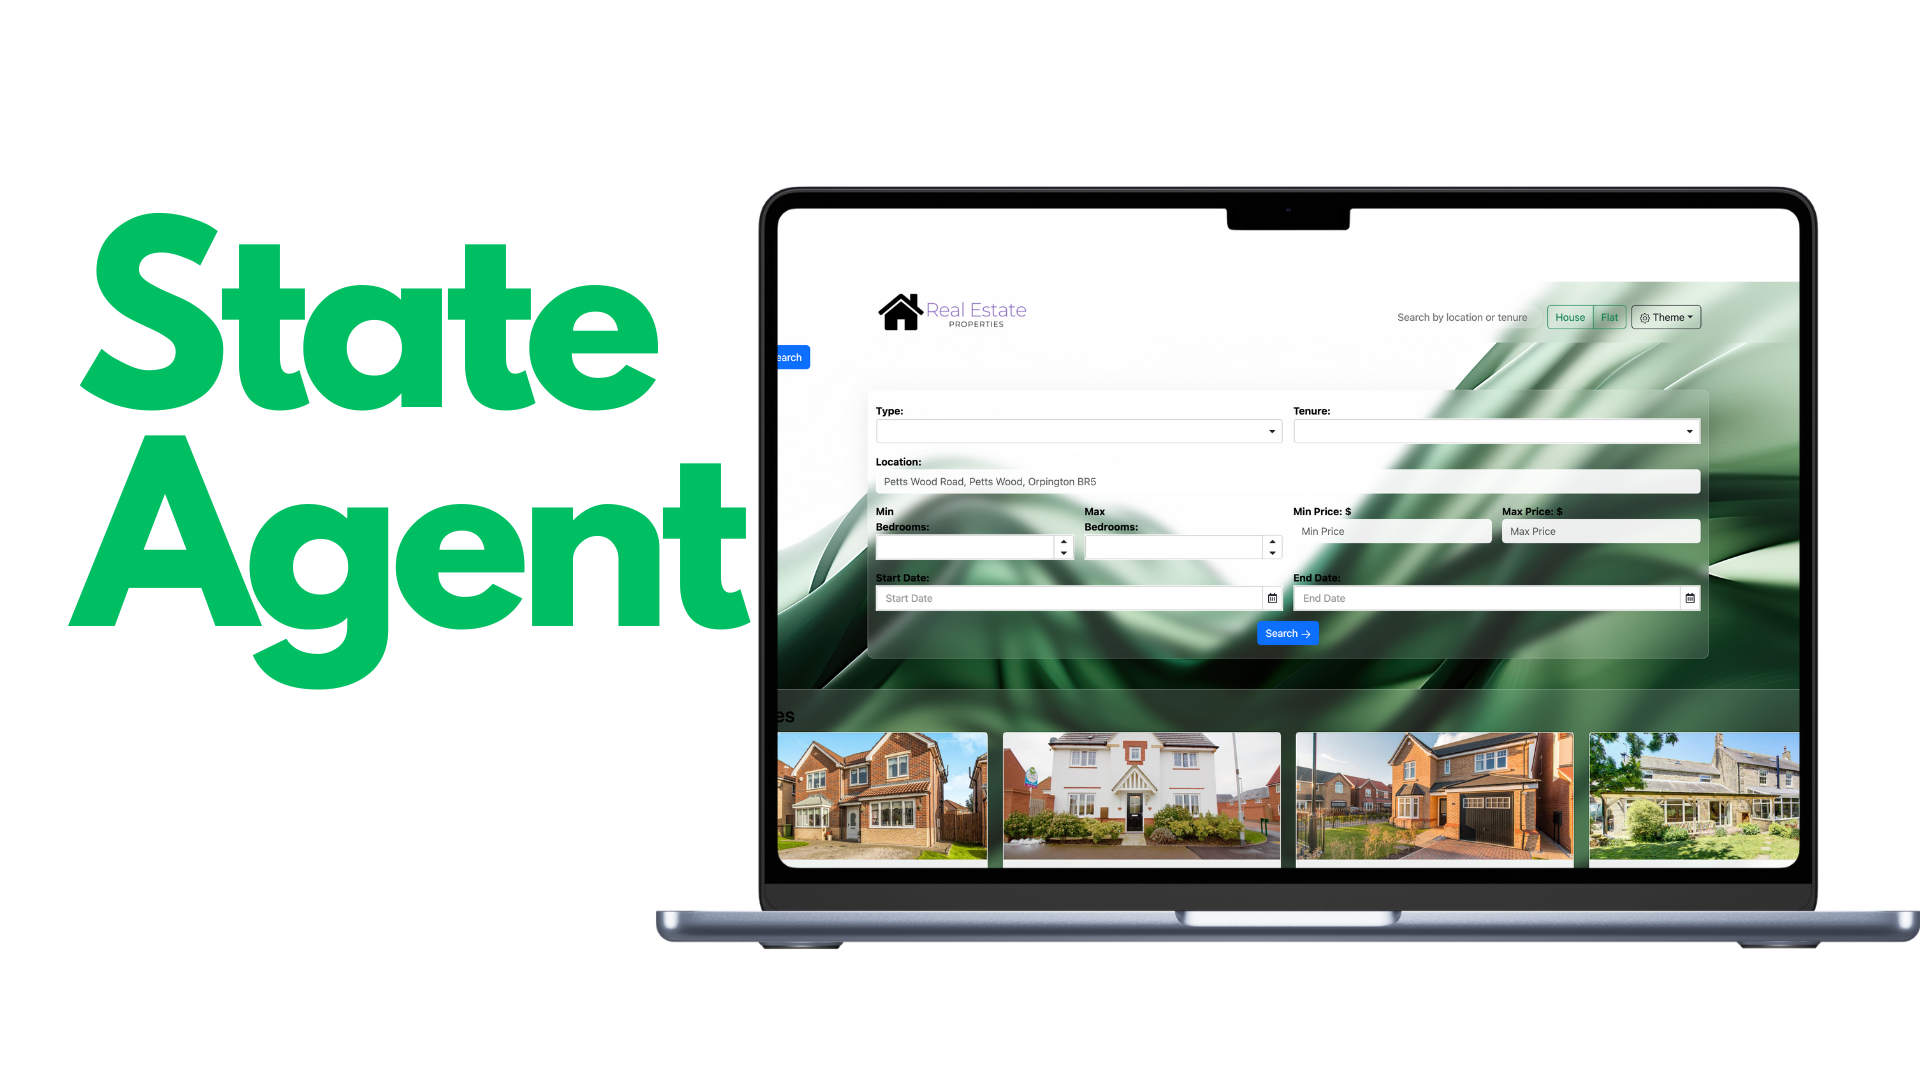 State
Agent
Real Estate
PROPERTIES
Search by location or tenure
House
Flat
Theme
earch
Type:
Tenure:
Location:
Petts Wood Road, Petts Wood, Orpington BR5
Min
Bedrooms:
Max
Bedrooms:
Min Price: $
Min Price
Max Price: $
Max Price
Start Date:
Start Date
End Date:
End Date
Search →
es